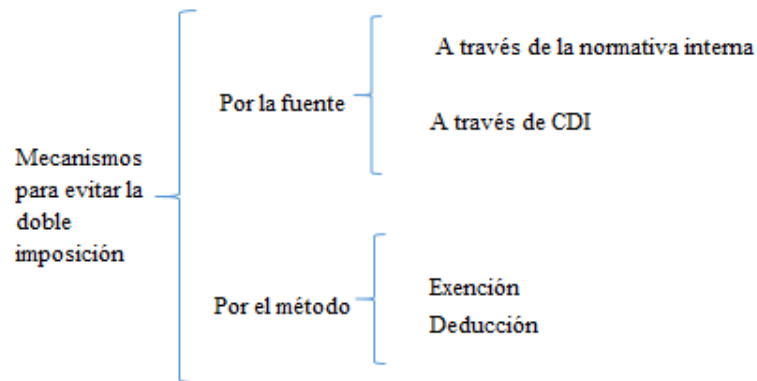 A través de la normativa interna
Por la fuente
A través de CDI
Mecanismos
para evitar la
doble
imposición
Por el método
Exención
Deducción